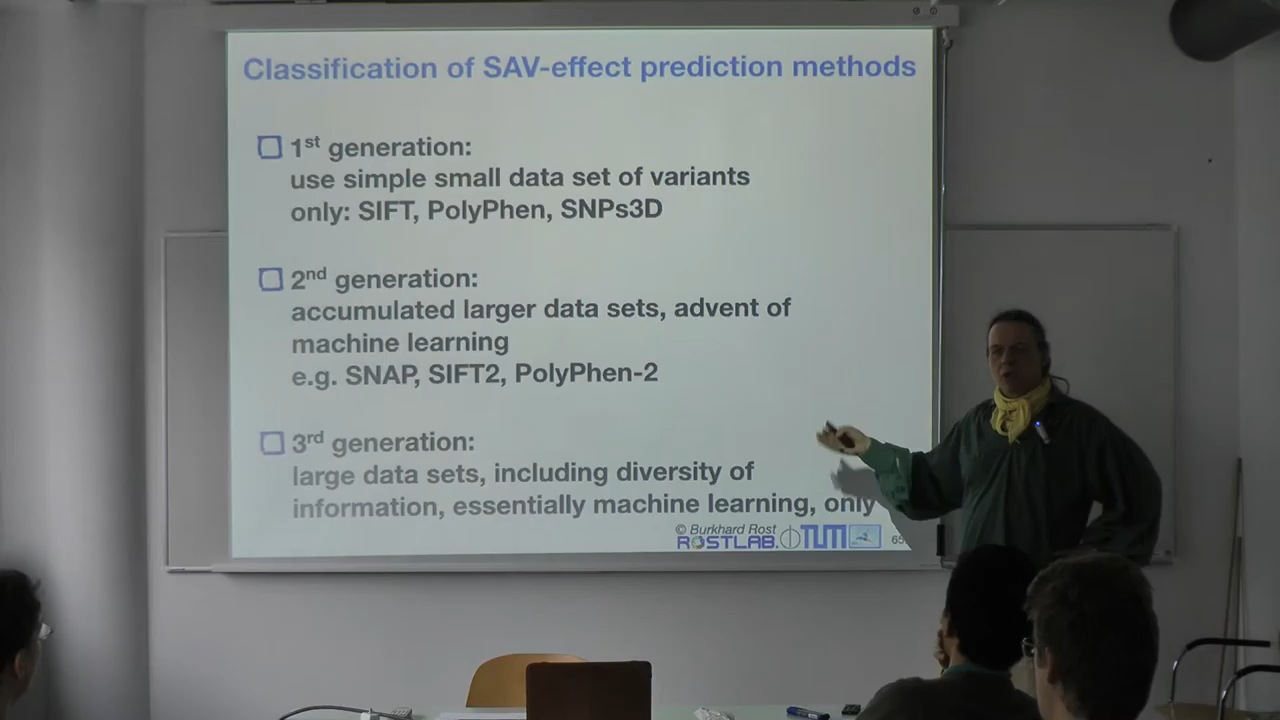 Classification of SAV-effect prediction methods
1st generation:
use simple small data set of variants
only: SIFT, PolyPhen, SNPs3D
2nd generation:
accumulated larger data sets, advent of
machine learning
e.g. SNAP, SIFT2, PolyPhen-2
3rd generation:
large data sets, including diversity of
information, essentially machine learning, only
© Burkhard Rost
ROSTLAB. TUM
65